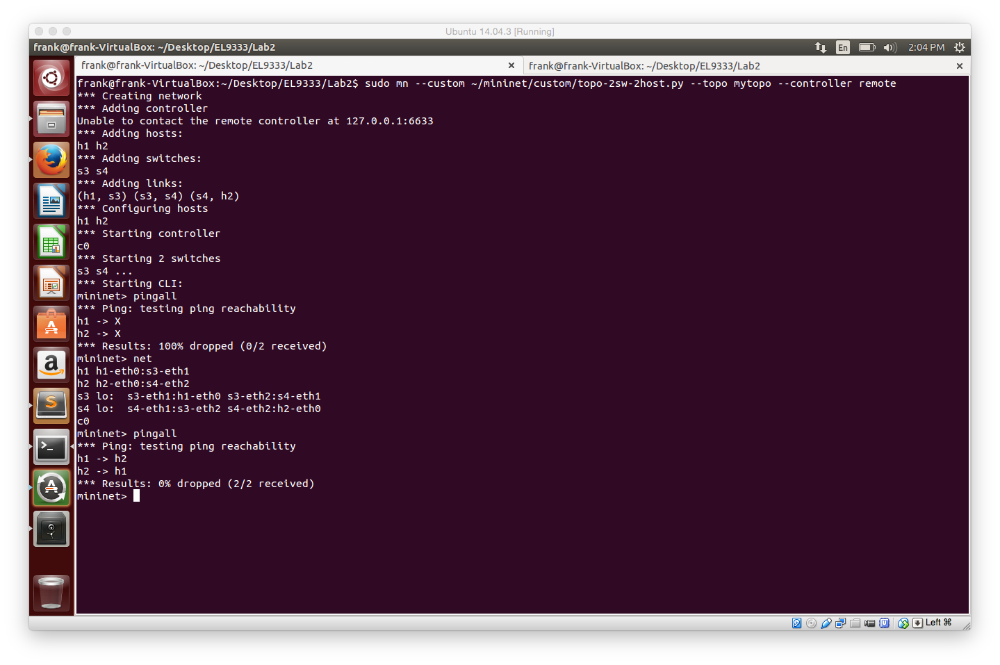 Ubuntu 14.04.3 [Running]
frank@frank-VirtualBox: ~/Desktop/EL9333/Lab2
En
2:04 PM
frank@frank-VirtualBox: ~/Desktop/EL9333/Lab2
frank@frank-VirtualBox: ~/Desktop/EL9333/Lab2
frank@frank-VirtualBox:~/Desktop/EL9333/Lab2$ sudo mn --custom ~/mininet/custom/topo-2sw-2host.py --topo mytopo --controller remote
*** Creating network
*** Adding controller
Unable to contact the remote controller at 127.0.0.1:6633
*** Adding hosts:
h1 h2
*** Adding switches:
s3 s4
*** Adding links:
(h1, s3) (s3, s4) (s4, h2)
*** Configuring hosts
h1 h2
*** Starting controller
c0
*** Starting 2 switches
s3 s4 ...
*** Starting CLI:
mininet> pingall
*** Ping: testing ping reachability
h1 -> X
h2 -> X
*** Results: 100% dropped (0/2 received)
mininet> net
h1 h1-eth0:s3-eth1
h2 h2-eth0:s4-eth2
s3 lo:  s3-eth1:h1-eth0 s3-eth2:s4-eth1
s4 lo:  s4-eth1:s3-eth2 s4-eth2:h2-eth0
c0
mininet> pingall
*** Ping: testing ping reachability
h1 -> h2
h2 -> h1
*** Results: 0% dropped (2/2 received)
mininet>
Left ⌘